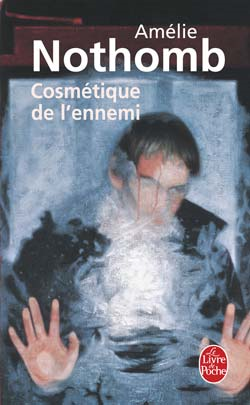 Amélie
Nothomb
Cosmétique
de l'ennemi
Le
Livre
de
Poche